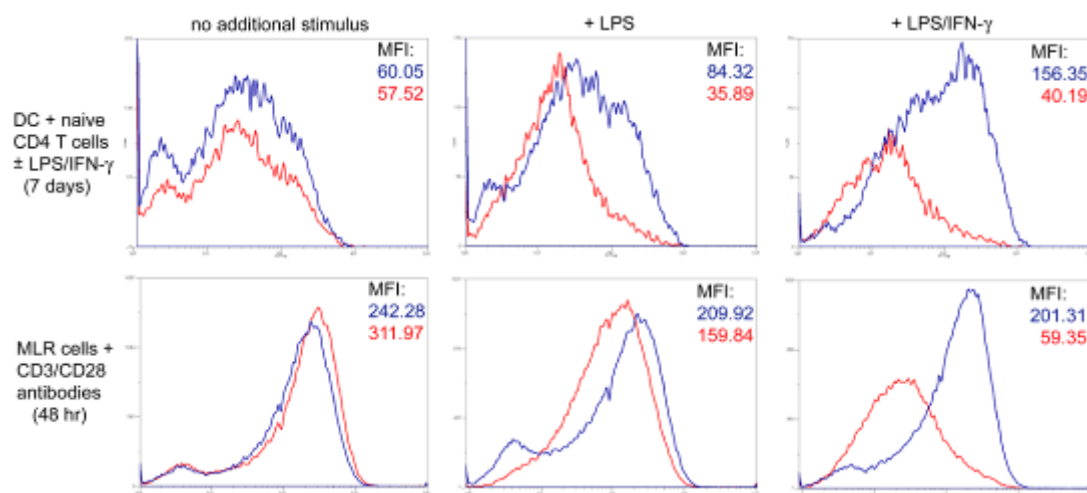 no additional stimulus
+ LPS
+ LPS/IFN-γ
DC + naive
CD4 T cells
± LPS/IFN-γ
(7 days)
MFI:
60.05
57.52
MFI:
84.32
35.89
MFI:
156.35
40.19
MLR cells +
CD3/CD28
antibodies
(48 hr)
MFI:
242.28
311.97
MFI:
209.92
159.84
MFI:
201.31
59.35